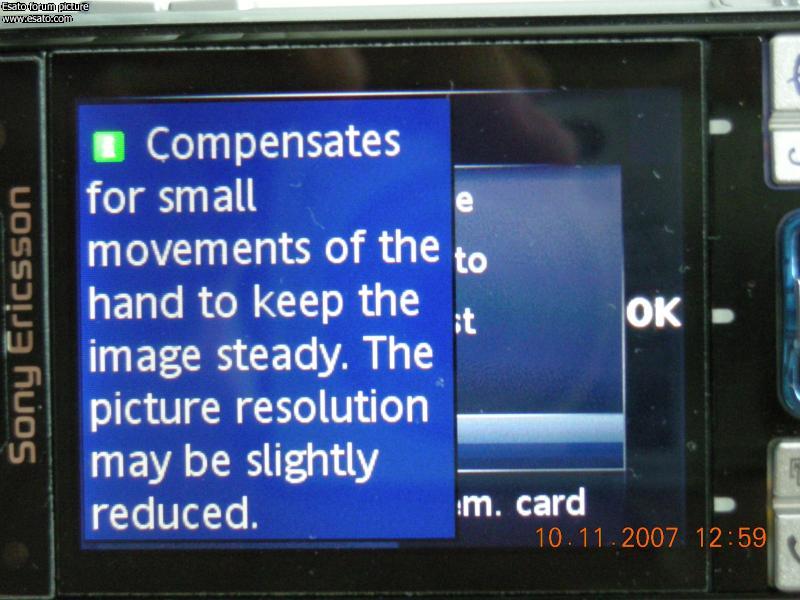 Esato forum picture
www.esato.com
Compensates
for small
movements of the
hand to keep the
image steady. The
picture resolution
may be slightly
reduced.
e
to
st
OK
m. card
Sony Ericsson
10.11.2007 12:59